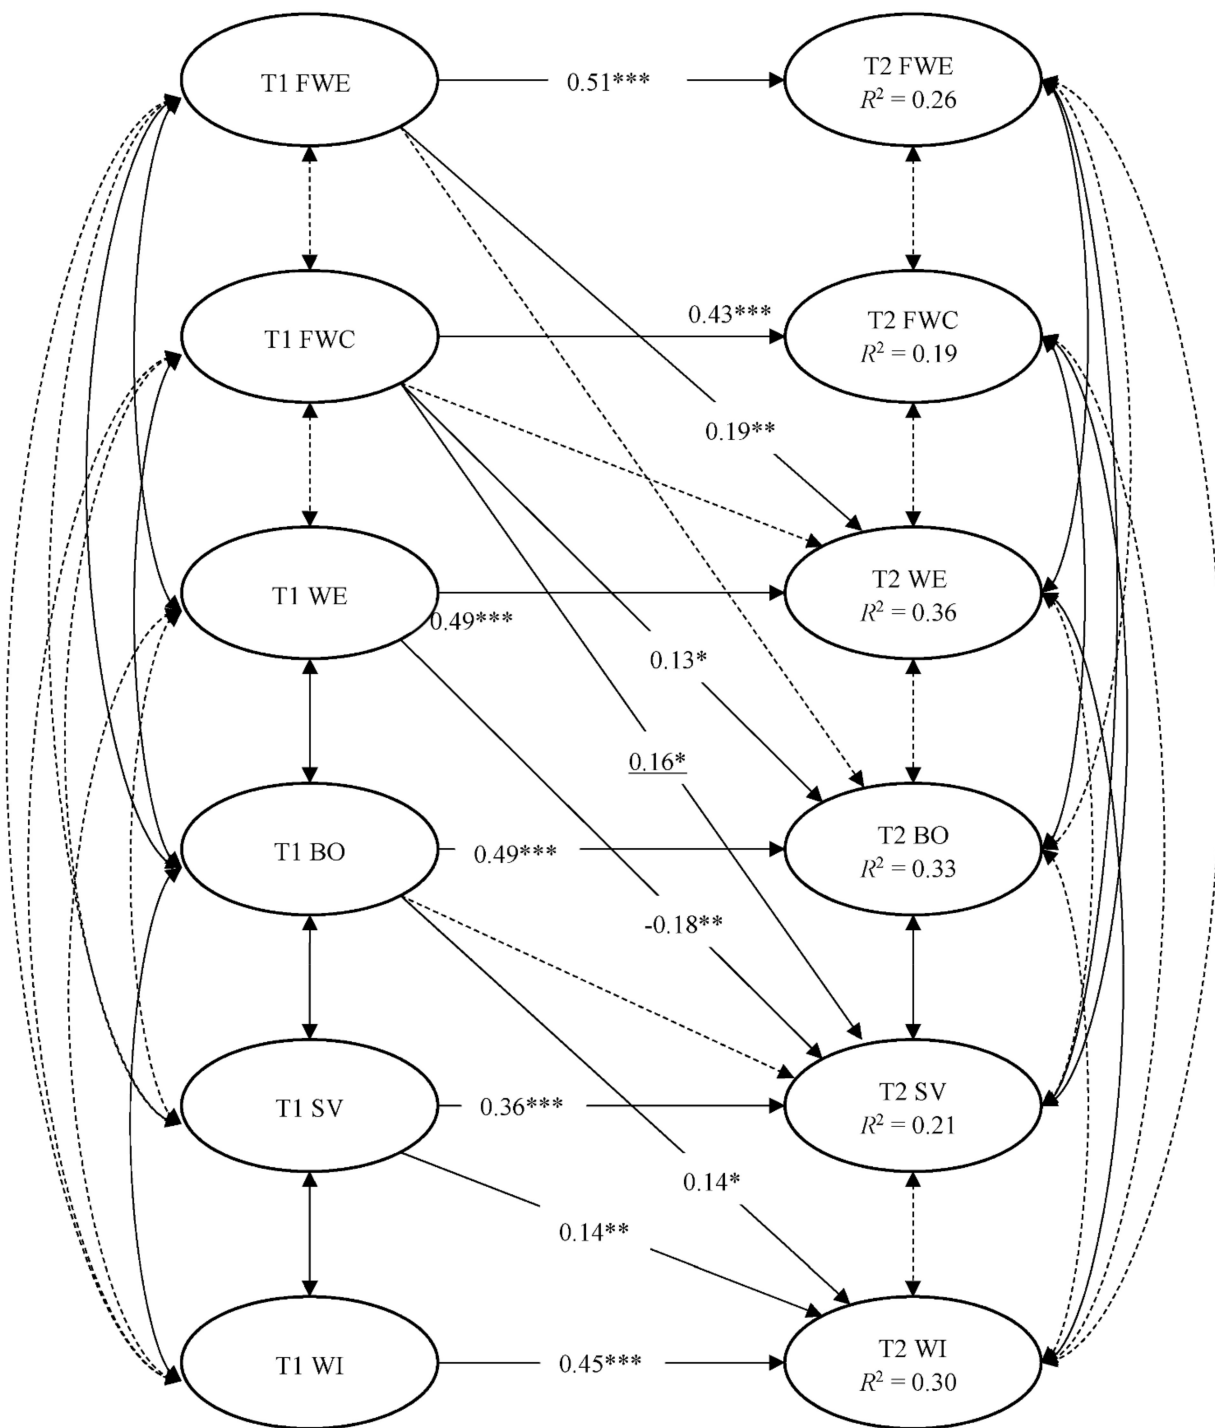 T1 FWE
0.51***
T2 FWE
R² = 0.26
T1 FWC
0.43***
T2 FWC
R² = 0.19
0.19**
T1 WE
0.49***
T2 WE
R² = 0.36
0.13*
0.16*
T1 BO
0.49***
T2 BO
R² = 0.33
-0.18**
T1 SV
0.36***
T2 SV
R² = 0.21
0.14*
0.14**
T1 WI
0.45***
T2 WI
R² = 0.30